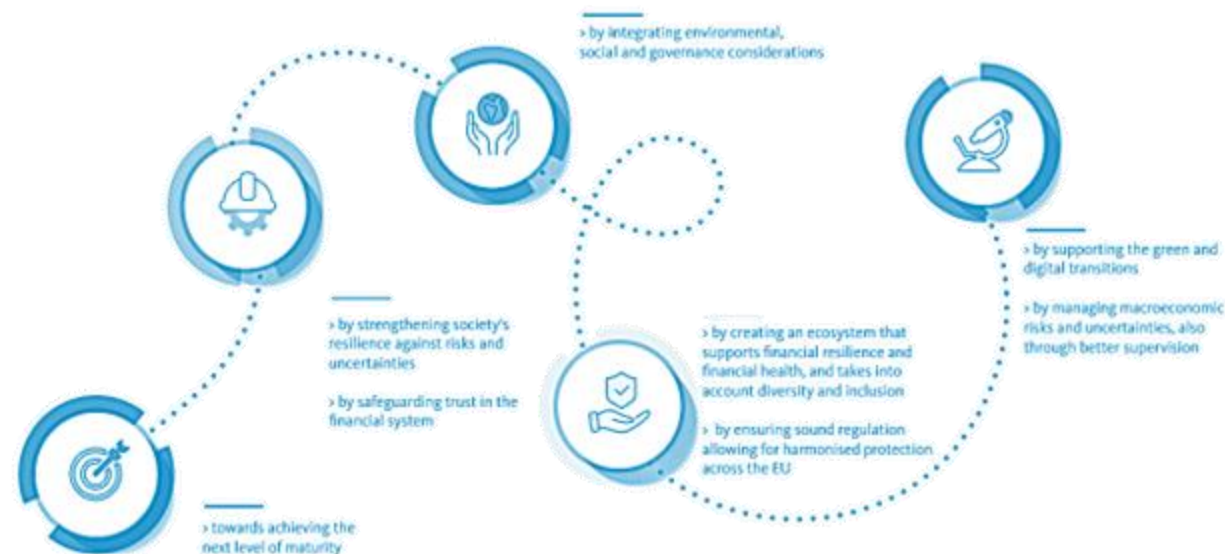 › by integrating environmental,
social and governance considerations
› by supporting the green and
digital transitions
› by managing macroeconomic
risks and uncertainties, also
through better supervision
› by strengthening society's
resilience against risks and
uncertainties
› by safeguarding trust in the
financial system
› by creating an ecosystem that
supports financial resilience and
financial health, and takes into
account diversity and inclusion
› by ensuring sound regulation
allowing for harmonised protection
across the EU
› towards achieving the
next level of maturity